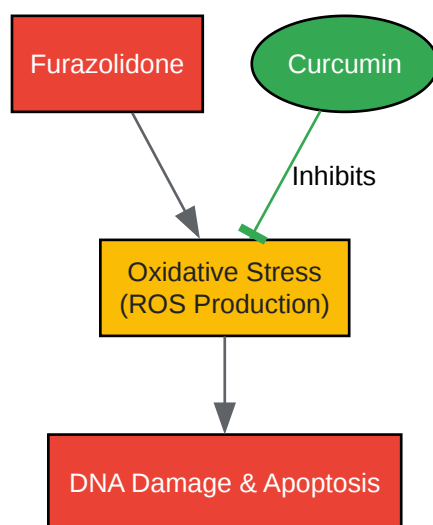 Furazolidone
Curcumin
Inhibits
Oxidative Stress
(ROS Production)
DNA Damage & Apoptosis